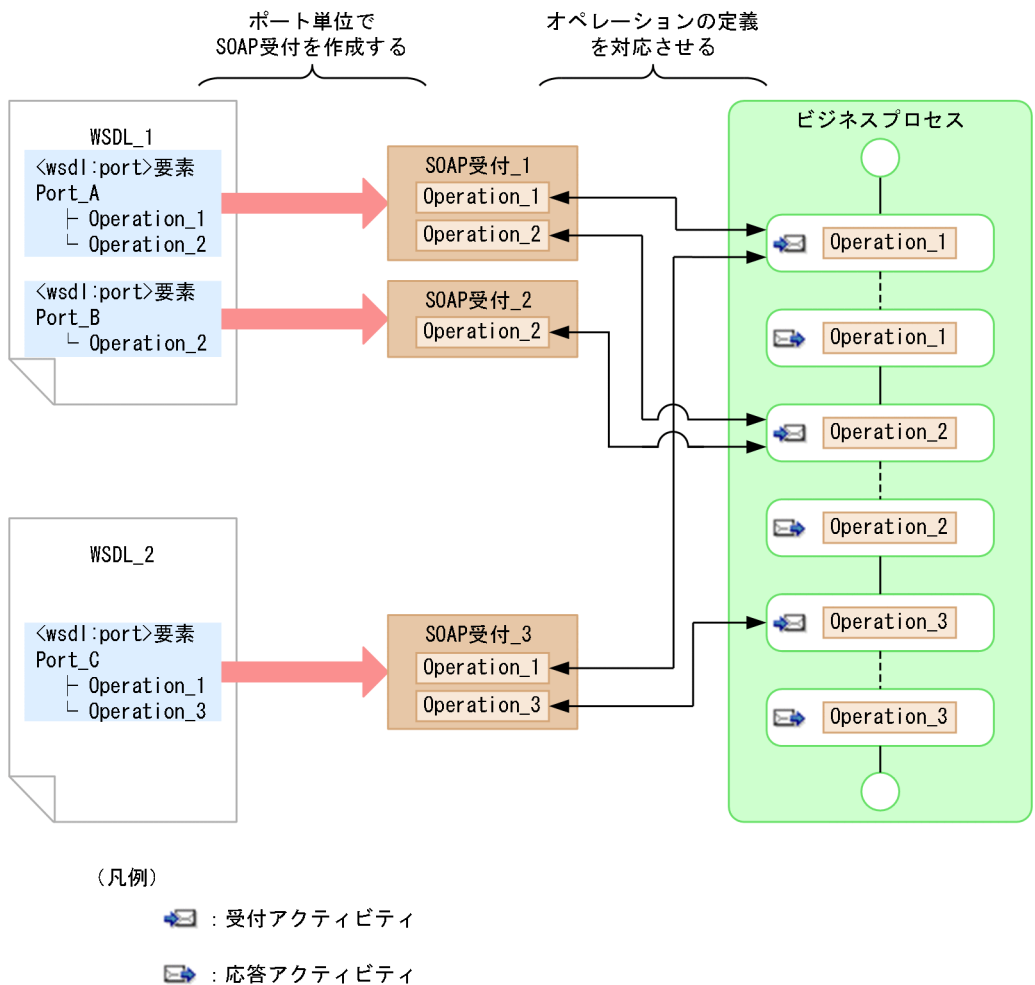 ポート単位で
SOAP受付を作成する
オペレーションの定義
を対応させる
WSDL_1
<wsdl:port>要素
Port_A
├ Operation_1
└ Operation_2
<wsdl:port>要素
Port_B
└ Operation_2
SOAP受付_1
Operation_1
Operation_2
SOAP受付_2
Operation_2
WSDL_2
<wsdl:port>要素
Port_C
├ Operation_1
└ Operation_3
SOAP受付_3
Operation_1
Operation_3
ビジネスプロセス
Operation_1
Operation_1
Operation_2
Operation_2
Operation_3
Operation_3
(凡例)
:受付アクティビティ
:応答アクティビティ